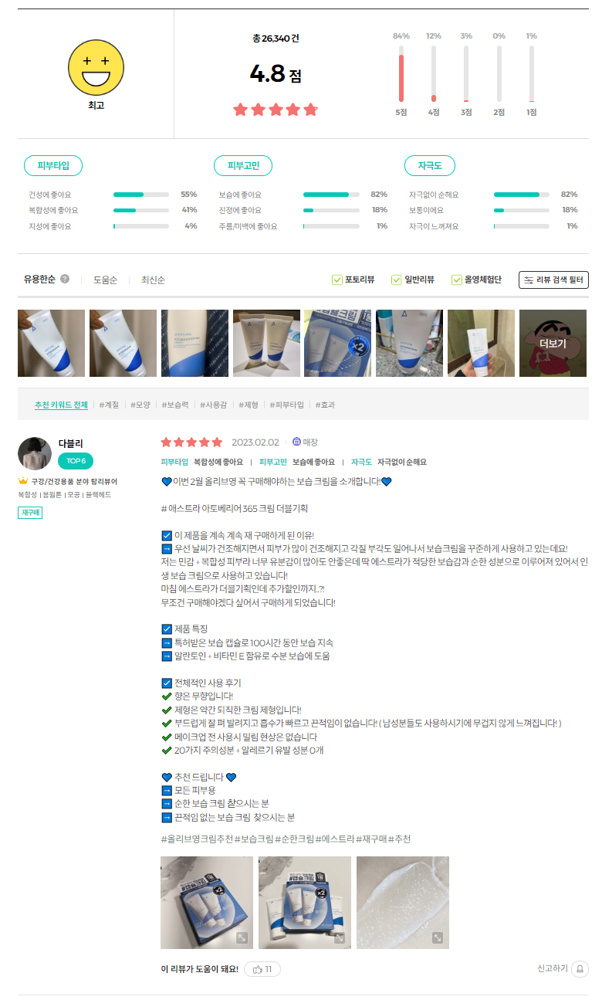 총 26,340 건
84% 12% 3% 0% 1%
4.8 점
최고
5점 4점 3점 2점 1점
피부타입 피부고민 자극도
건성에 좋아요 55% 보습에 좋아요 82% 자극없이 순해요 82%
복합성에 좋아요 41% 진정에 좋아요 18% 보통이에요 18%
지성에 좋아요 4% 주름/미백에 좋아요 1% 자극이 느껴져요 1%
유용한순 ? 도움순 최신순 포토리뷰 일반리뷰 올영체험단 리뷰 검색 필터
더보기
추천 키워드 전체 #계절 #모양 #보습력 #사용감 #제형 #피부타입 #효과
다블리
TOP 6
구강/건강용품 분야 탑리뷰어
복합성 | 봄웜톤 | 모공 | 블랙헤드
재구매
2023.02.02 · 매장
피부타입 복합성에 좋아요 | 피부고민 보습에 좋아요 | 자극도 자극없이 순해요
💙이번 2월 올리브영 꼭 구매해야하는 보습 크림을 소개합니다!💙
# 애스트라 아토베리어 365 크림 더블기획
☑️ 이 제품을 계속 계속 재 구매하게 된 이유!
➡️ 우선 날씨가 건조해지면서 피부가 많이 건조해지고 각질 부각도 일어나서 보습크림을 꾸준하게 사용하고 있는데요!
저는 민감 + 복합성 피부라 너무 유분감이 많아도 안좋은데 딱 에스트라가 적당한 보습감과 순한 성분으로 이루어져 있어서 인
생 보습 크림으로 사용하고 있습니다!
마침 에스트라가 더블기획인데 추가할인까지..?!
무조건 구매해야겠다 싶어서 구매하게 되었습니다!
☑️ 제품 특징
➡️ 특허받은 보습 캡슐로 100시간 동안 보습 지속
➡️ 알란토인 + 비타민 E 함유로 수분 보습에 도움
☑️ 전체적인 사용 후기
✔️ 향은 무향입니다!
✔️ 제형은 약간 되직한 크림 제형입니다!
✔️ 부드럽게 잘 펴 발려지고 흡수가 빠르고 끈적임이 없습니다! ( 남성분들도 사용하시기에 무겁지 않게 느껴집니다! )
✔️ 메이크업 전 사용시 밀림 현상은 없습니다
✔️ 20가지 주의성분 + 알레르기 유발 성분 0개
💙 추천 드립니다 💙
➡️ 모든 피부용
➡️ 순한 보습 크림 찾으시는 분
➡️ 끈적임 없는 보습 크림 찾으시는 분
#올리브영크림추천 #보습크림 #순한크림 #에스트라 #재구매 #추천
이 리뷰가 도움이 돼요! 11
신고하기